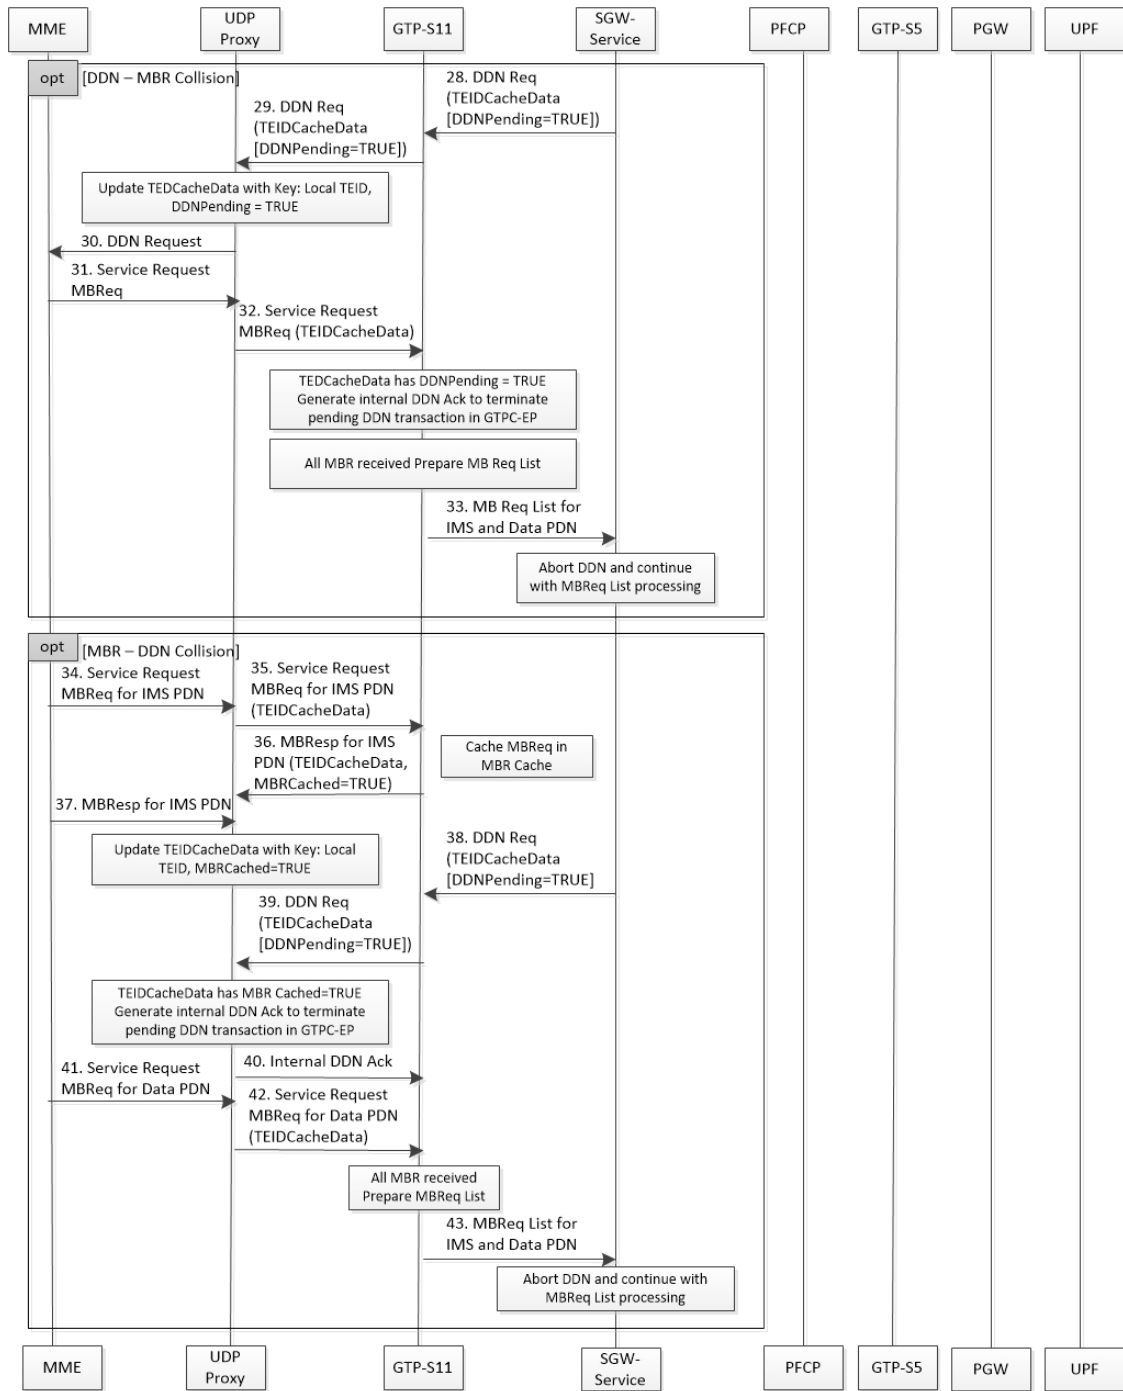 MME
UDP
Proxy
GTP-S11
SGW-
Service
PFCP
GTP-S5
PGW
UPF
opt
[DDN – MBR Collision]
28. DDN Req
(TEIDCacheData
[DDNPending=TRUE])
29. DDN Req
(TEIDCacheData
[DDNPending=TRUE])
Update TEDCacheData with Key: Local TEID,
DDNPending = TRUE
30. DDN Request
31. Service Request
MBReq
32. Service Request
MBReq (TEIDCacheData)
TEDCacheData has DDNPending = TRUE
Generate internal DDN Ack to terminate
pending DDN transaction in GTPC-EP
All MBR received Prepare MB Req List
33. MB Req List for
IMS and Data PDN
Abort DDN and continue
with MBReq List processing
opt
[MBR – DDN Collision]
34. Service Request
MBReq for IMS PDN
35. Service Request
MBReq for IMS PDN
(TEIDCacheData)
36. MBResp for IMS
PDN (TEIDCacheData,
MBRCached=TRUE)
Cache MBReq in
MBR Cache
37. MBResp for IMS PDN
Update TEIDCacheData with Key: Local
TEID, MBRCached=TRUE
38. DDN Req
(TEIDCacheData
[DDNPending=TRUE]
39. DDN Req
(TEIDCacheData
[DDNPending=TRUE])
TEIDCacheData has MBR Cached=TRUE
Generate internal DDN Ack to terminate
pending DDN transaction in GTPC-EP
40. Internal DDN Ack
41. Service Request
MBReq for Data PDN
42. Service Request
MBReq for Data PDN
(TEIDCacheData)
All MBR received
Prepare MBReq List
43. MBReq List for
IMS and Data PDN
Abort DDN and continue with
MBReq List processing
MME
UDP
Proxy
GTP-S11
SGW-
Service
PFCP
GTP-S5
PGW
UPF